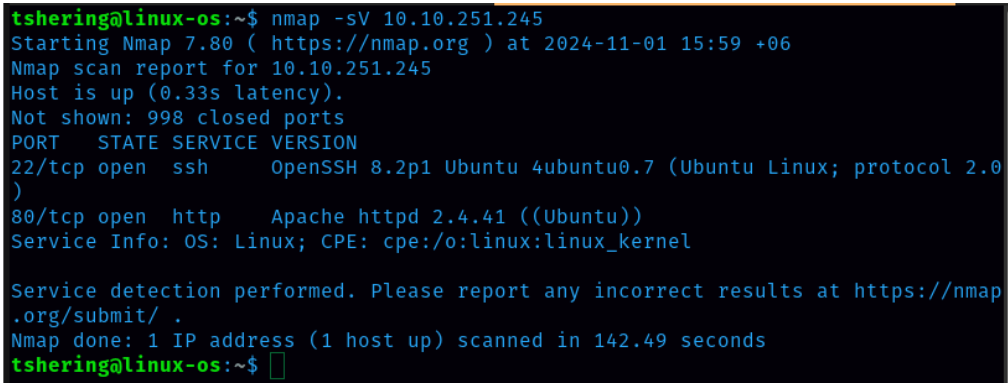 tshering@linux-os:~$ nmap -sV 10.10.251.245
Starting Nmap 7.80 ( https://nmap.org ) at 2024-11-01 15:59 +06
Nmap scan report for 10.10.251.245
Host is up (0.33s latency).
Not shown: 998 closed ports
PORT   STATE SERVICE VERSION
22/tcp open  ssh     OpenSSH 8.2p1 Ubuntu 4ubuntu0.7 (Ubuntu Linux; protocol 2.0
)
80/tcp open  http    Apache httpd 2.4.41 ((Ubuntu))
Service Info: OS: Linux; CPE: cpe:/o:linux:linux_kernel

Service detection performed. Please report any incorrect results at https://nmap
.org/submit/ .
Nmap done: 1 IP address (1 host up) scanned in 142.49 seconds
tshering@linux-os:~$